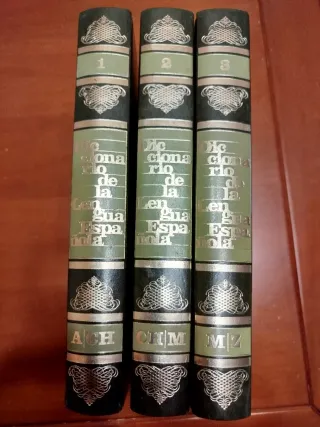 1
Dic
ciona
rio
de
la
Len
gua
Espa
ñola
A|CH
2
Dic
ciona
rio
de
la
Len
gua
Espa
ñola
CH|M
3
Dic
ciona
rio
de
la
Len
gua
Espa
ñola
M|Z